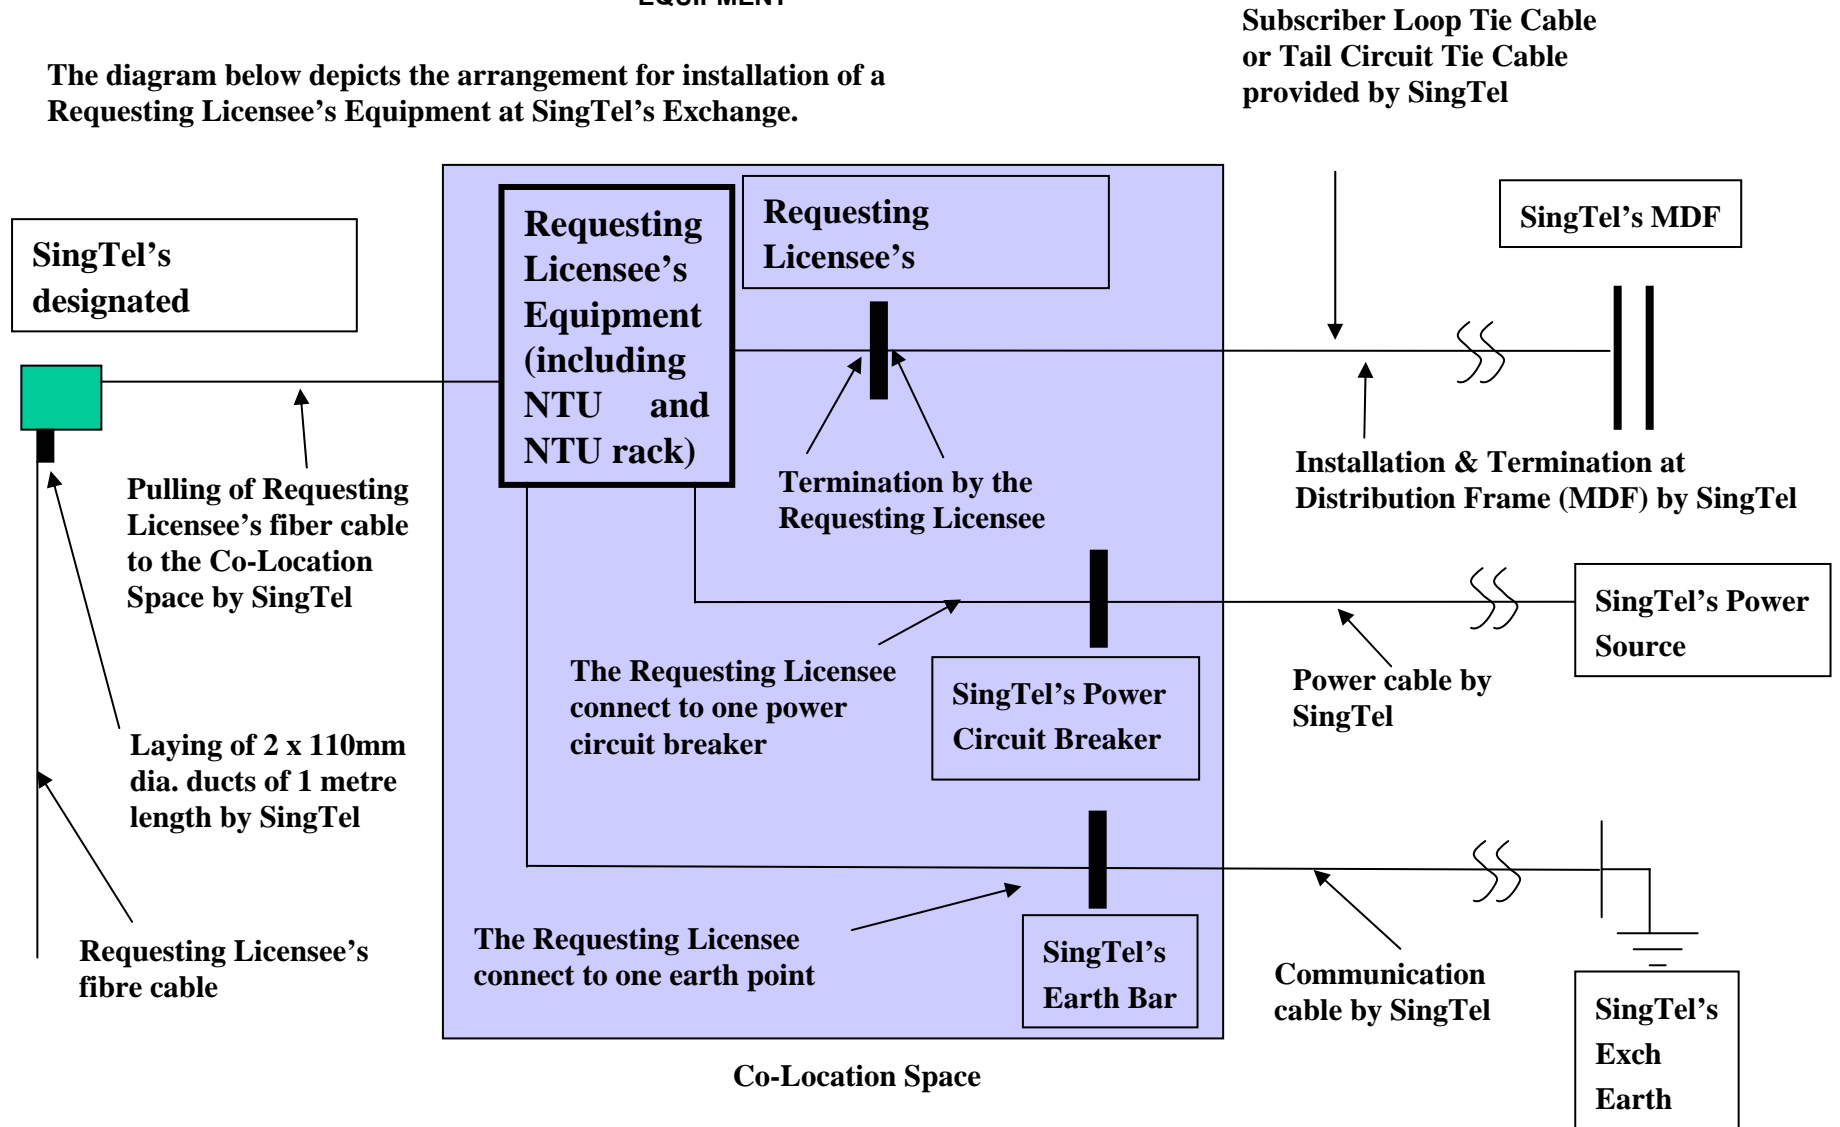 EQUIPMENT
The diagram below depicts the arrangement for installation of a
Requesting Licensee’s Equipment at SingTel’s Exchange.
Subscriber Loop Tie Cable
or Tail Circuit Tie Cable
provided by SingTel
SingTel’s
designated
Requesting
Licensee’s
Equipment
(including
NTU and
NTU rack)
Requesting
Licensee’s
SingTel’s MDF
Pulling of Requesting
Licensee’s fiber cable
to the Co-Location
Space by SingTel
Termination by the
Requesting Licensee
Installation & Termination at
Distribution Frame (MDF) by SingTel
SingTel’s Power
Source
The Requesting Licensee
connect to one power
circuit breaker
SingTel’s Power
Circuit Breaker
Power cable by
SingTel
Laying of 2 x 110mm
dia. ducts of 1 metre
length by SingTel
Requesting Licensee’s
fibre cable
The Requesting Licensee
connect to one earth point
SingTel’s
Earth Bar
Communication
cable by SingTel
SingTel’s
Exch
Earth
Co-Location Space